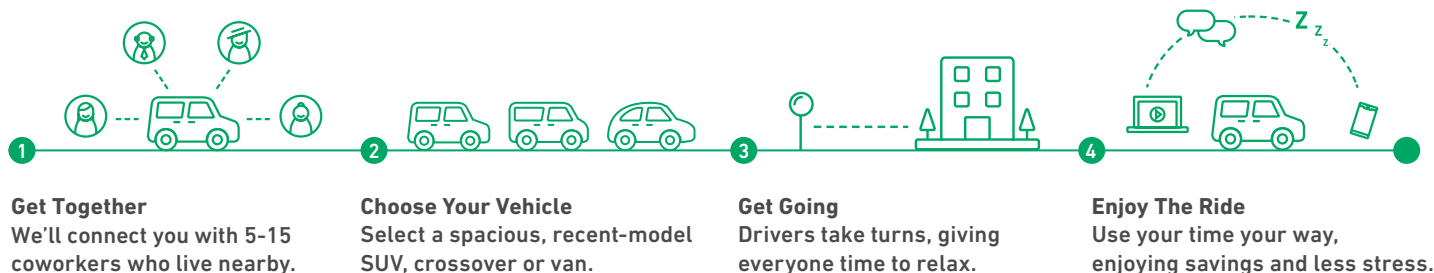 Z
Z
Z
1
2
3
4
Get Together
We'll connect you with 5-15
coworkers who live nearby.
Choose Your Vehicle
Select a spacious, recent-model
SUV, crossover or van.
Get Going
Drivers take turns, giving
everyone time to relax.
Enjoy The Ride
Use your time your way,
enjoying savings and less stress.